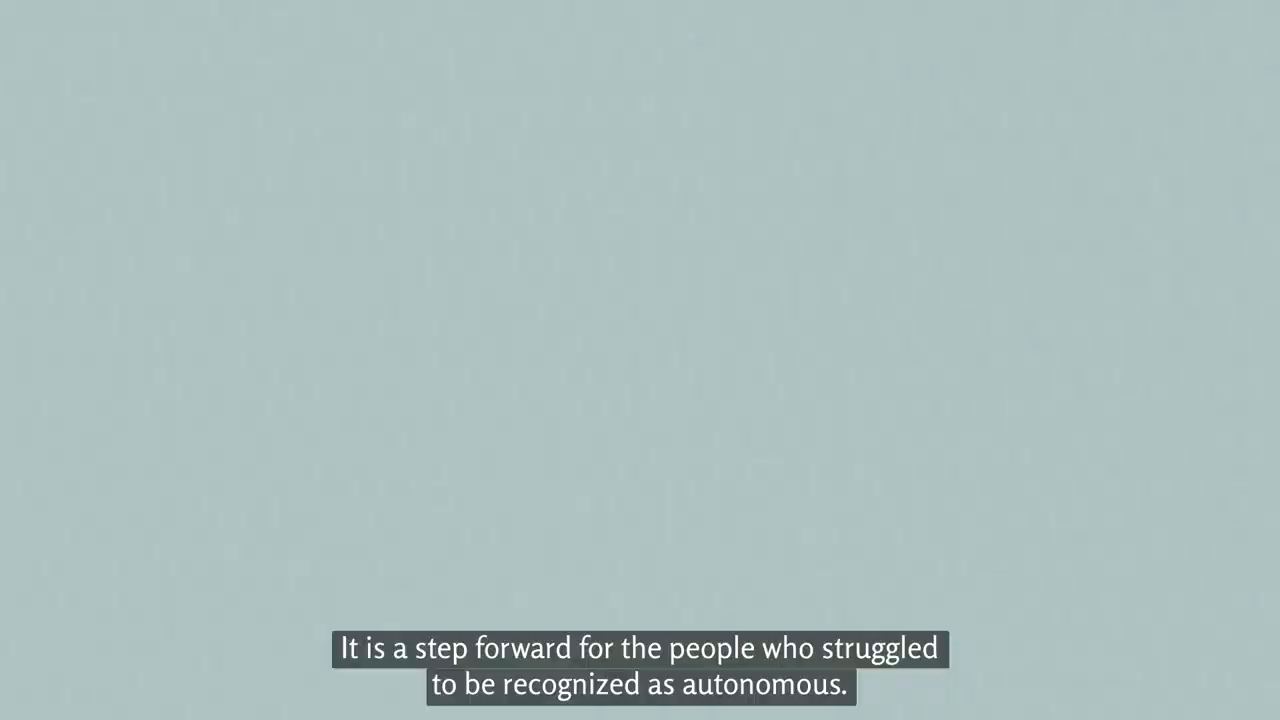 It is a step forward for the people who struggled
to be recognized as autonomous.